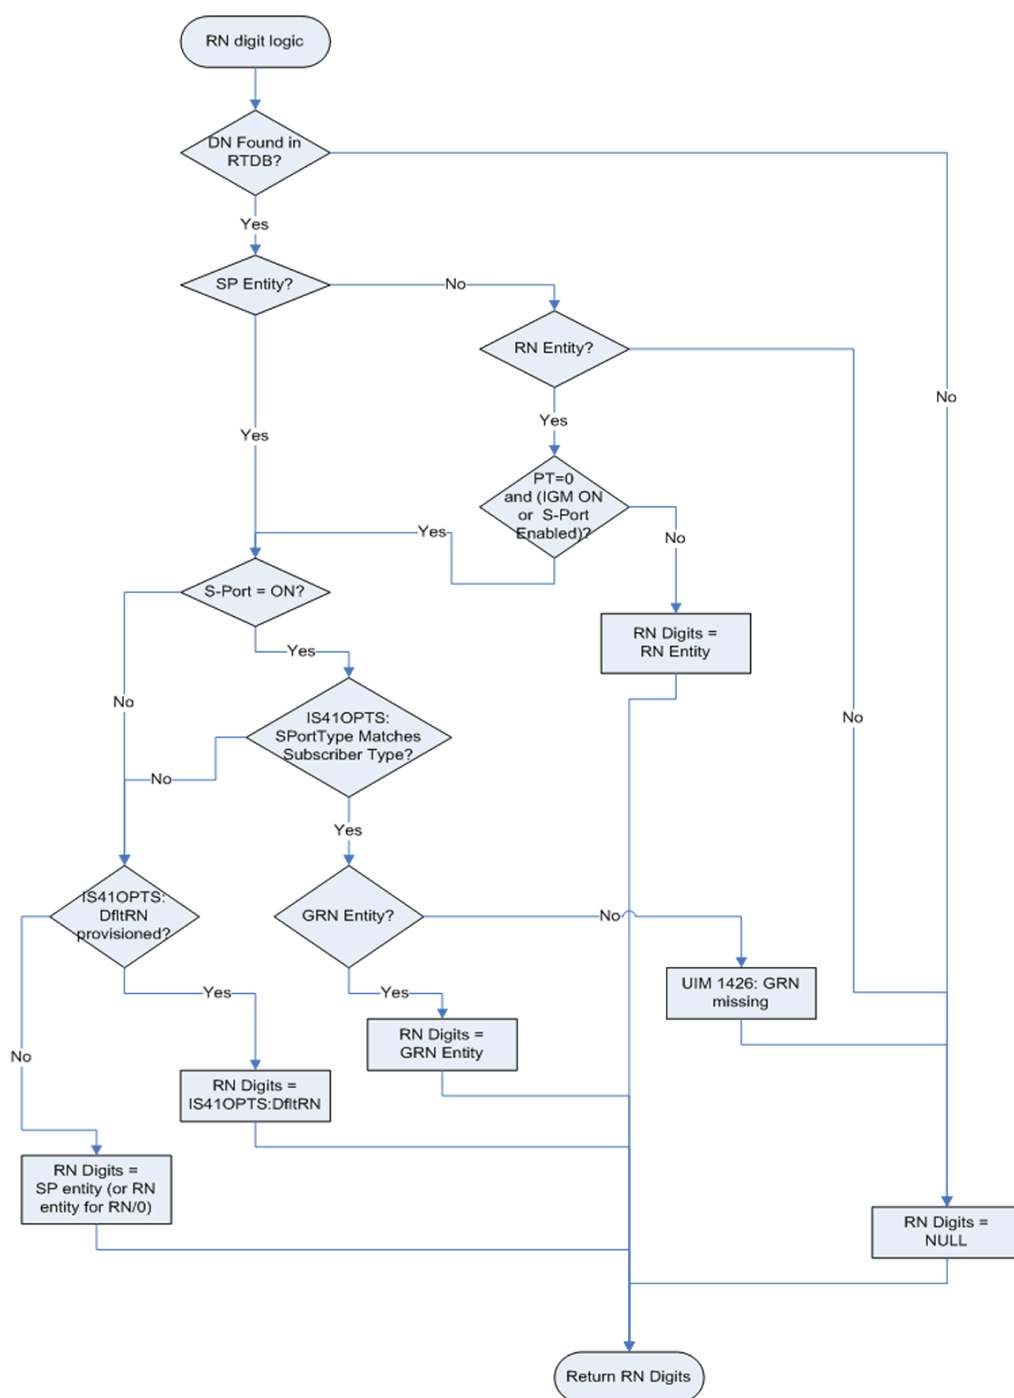 RN digit logic
DN Found in
RTDB?
Yes
SP Entity?
No
RN Entity?
No
Yes
Yes
PT=0
and (IGM ON
or S-Port
Enabled)?
Yes
No
S-Port = ON?
RN Digits =
RN Entity
Yes
No
IS41OPTS:
SPortType Matches
Subscriber Type?
No
No
Yes
IS41OPTS:
DfltRN
provisioned?
GRN Entity?
No
UIM 1426: GRN
missing
Yes
Yes
RN Digits =
GRN Entity
No
RN Digits =
IS41OPTS:DfltRN
RN Digits =
SP entity (or RN
entity for RN/0)
RN Digits =
NULL
Return RN Digits